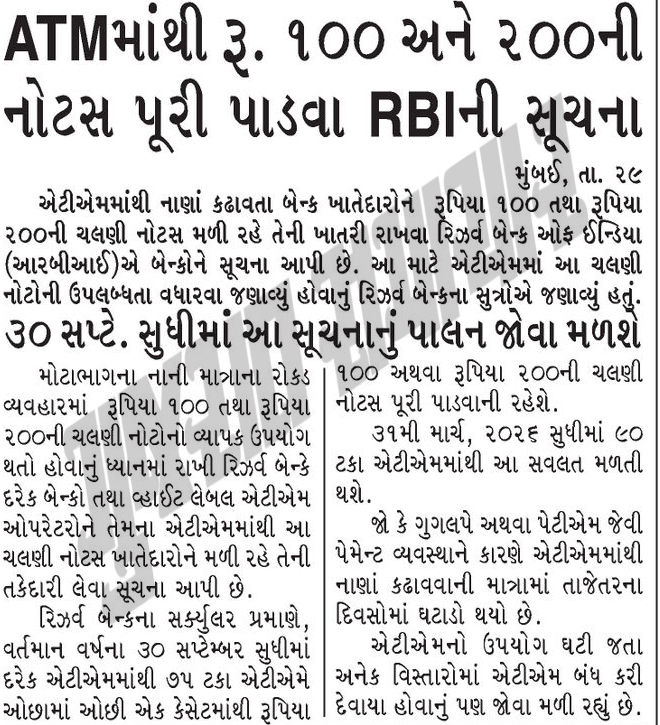 ATMમાંથી રૂ. ૧૦૦ અને ૨૦૦ની
નોટસ પૂરી પાડવા RBIની સૂચના
મુંબઈ, તા. ૨૯
એટીએમમાંથી નાણાં કઢાવતા બેન્ક ખાતેદારોને રૂપિયા ૧૦૦ તથા રૂપિયા
૨૦૦ની ચલણી નોટસ મળી રહે તેની ખાતરી રાખવા રિઝર્વ બેન્ક ઓફ ઈન્ડિયા
(આરબીઆઈ)એ બેન્કોને સૂચના આપી છે. આ માટે એટીએમમાં આ ચલણી
નોટોની ઉપલબ્ધતા વધારવા જણાવ્યું હોવાનું રિઝર્વ બેન્કના સુત્રોએ જણાવ્યું હતું.
૩૦ સપ્ટે. સુધીમાં આ સૂચનાનું પાલન જોવા મળશે
મોટાભાગના નાની માત્રાના રોકડ
વ્યવહારમાં રૂપિયા ૧૦૦ તથા રૂપિયા
૨૦૦ની ચલણી નોટોનો વ્યાપક ઉપયોગ
થતો હોવાનું ધ્યાનમાં રાખી રિઝર્વ બેન્કે
દરેક બેન્કો તથા વ્હાઈટ લેબલ એટીએમ
ઓપરેટરોને તેમના એટીએમમાંથી આ
ચલણી નોટસ ખાતેદારોને મળી રહે તેની
તકેદારી લેવા સૂચના આપી છે.
રિઝર્વ બેન્કના સર્ક્યુલર પ્રમાણે,
વર્તમાન વર્ષના ૩૦ સપ્ટેમ્બર સુધીમાં
દરેક એટીએમમાંથી ૭૫ ટકા એટીએમે
ઓછામાં ઓછી એક કેસેટમાંથી રૂપિયા
૧૦૦ અથવા રૂપિયા ૨૦૦ની ચલણી
નોટસ પૂરી પાડવાની રહેશે.
૩૧મી માર્ચ, ૨૦૨૬ સુધીમાં ૯૦
ટકા એટીએમમાંથી આ સવલત મળતી
થશે.
જો કે ગુગલપે અથવા પેટીએમ જેવી
પેમેન્ટ વ્યવસ્થાને કારણે એટીએમમાંથી
નાણાં કઢાવવાની માત્રામાં તાજેતરના
દિવસોમાં ઘટાડો થયો છે.
એટીએમનો ઉપયોગ ઘટી જતા
અનેક વિસ્તારોમાં એટીએમ બંધ કરી
દેવાયા હોવાનું પણ જોવા મળી રહ્યું છે.
ગુજરાત સમાચાર